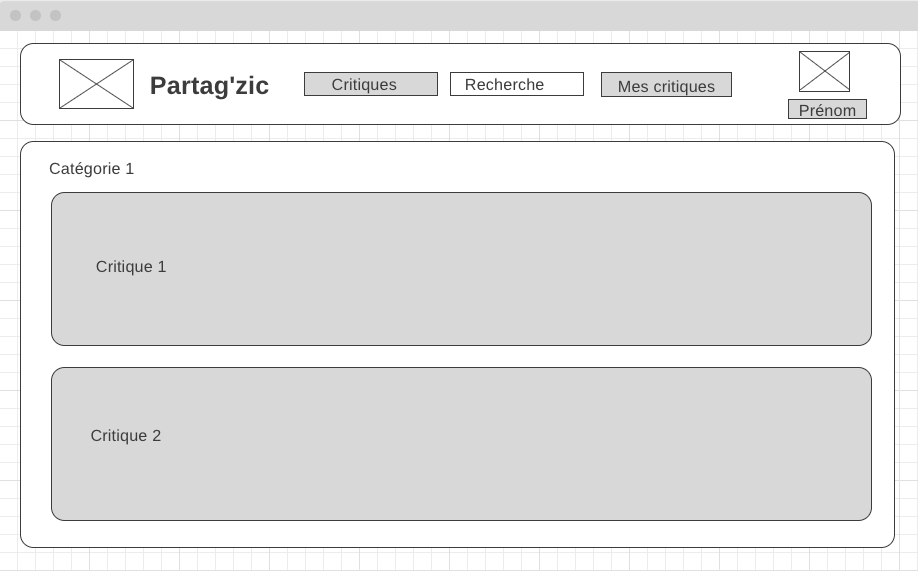 Partag'zic
Critiques
Recherche
Mes critiques
Prénom
Catégorie 1
Critique 1
Critique 2